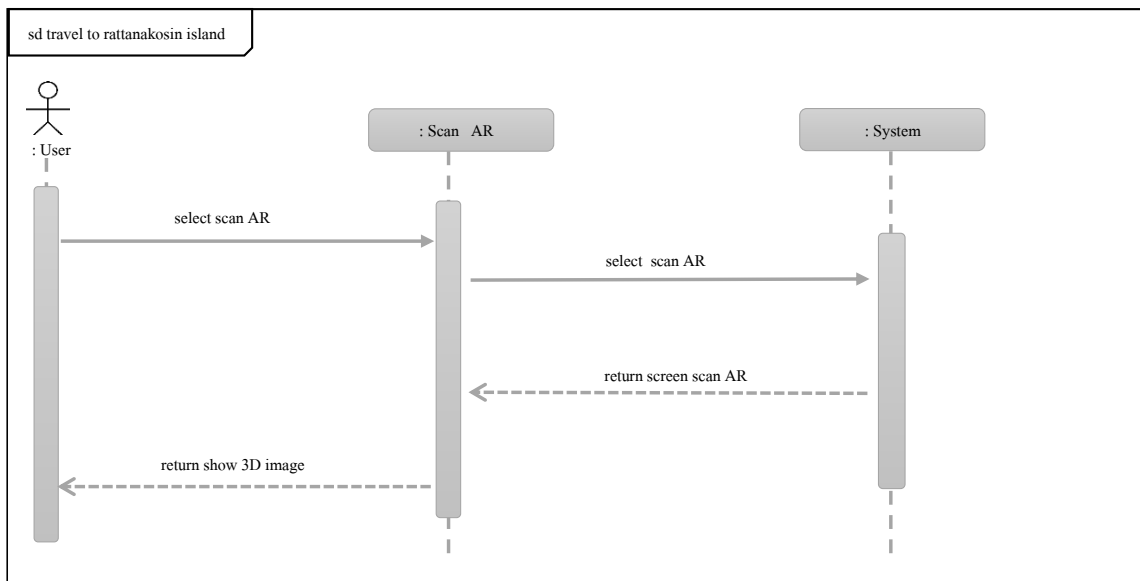 sd travel to rattanakosin island
: User
: Scan AR
: System
select scan AR
select scan AR
return screen scan AR
return show 3D image